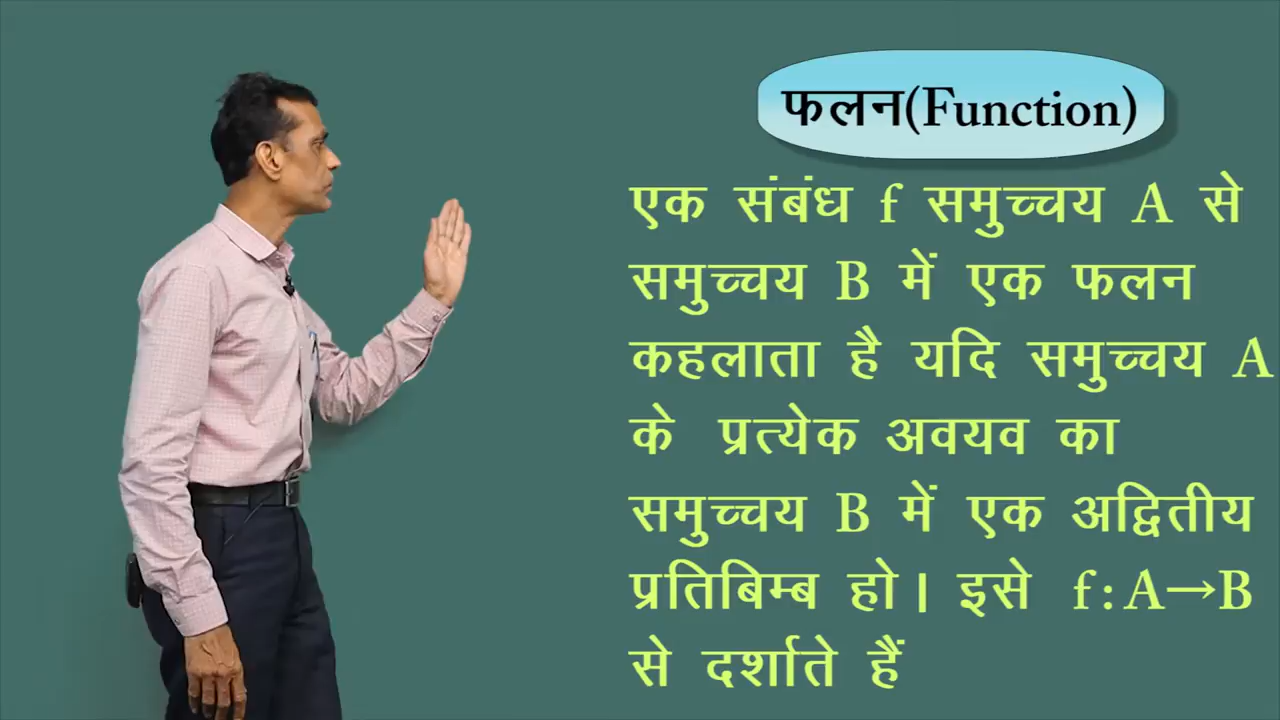 फलन(Function)
एक संबंध f समुच्चय A से
समुच्चय B में एक फलन
कहलाता है यदि समुच्चय A
के प्रत्येक अवयव का
समुच्चय B में एक अद्वितीय
प्रतिबिम्ब हो। इसे f:A→B
से दर्शाते हैं